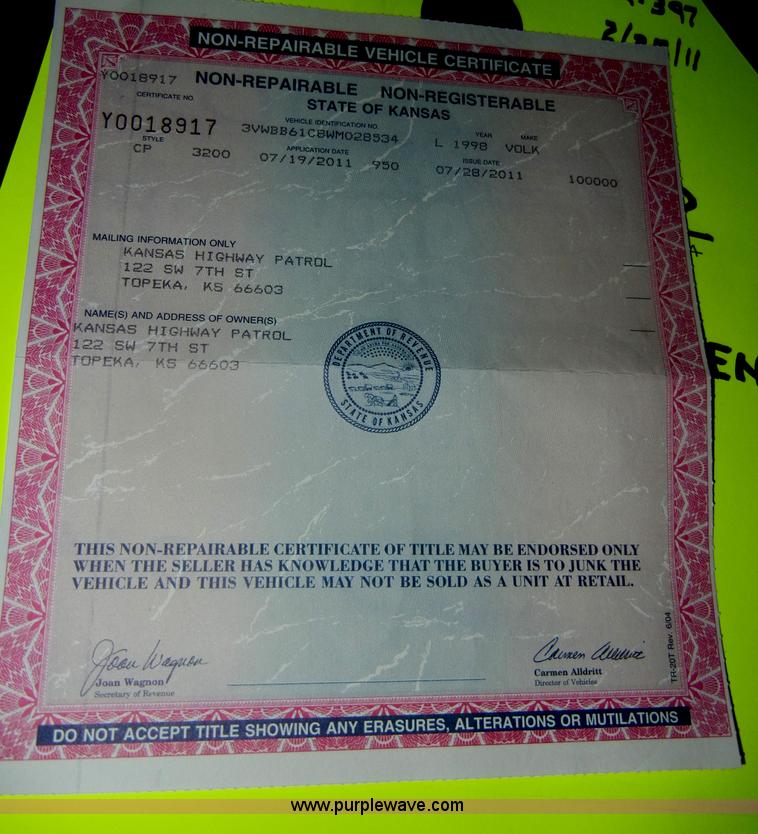 397
2/25/11
NON-REPAIRABLE VEHICLE CERTIFICATE
Y0018917 NON-REPAIRABLE NON-REGISTERABLE
CERTIFICATE NO.
STATE OF KANSAS
VEHICLE IDENTIFICATION NO.
YEAR MAKE
Y0018917 3VWBB61C8WM028534 L 1998 VOLK
STYLE APPLICATION DATE ISSUE DATE
CP 3200 07/19/2011 950 07/28/2011 100000
MAILING INFORMATION ONLY
KANSAS HIGHWAY PATROL
122 SW 7TH ST
TOPEKA, KS 66603
NAME(S) AND ADDRESS OF OWNER(S)
KANSAS HIGHWAY PATROL
122 SW 7TH ST
TOPEKA, KS 66603
DEPARTMENT OF REVENUE
STATE OF KANSAS
EN
THIS NON-REPAIRABLE CERTIFICATE OF TITLE MAY BE ENDORSED ONLY
WHEN THE SELLER HAS KNOWLEDGE THAT THE BUYER IS TO JUNK THE
VEHICLE AND THIS VEHICLE MAY NOT BE SOLD AS A UNIT AT RETAIL.
TR-20T Rev. 6/04
Joan Wagnon
Joan Wagnon
Secretary of Revenue
Carmen Alldritt
Carmen Alldritt
Director of Vehicles
DO NOT ACCEPT TITLE SHOWING ANY ERASURES, ALTERATIONS OR MUTILATIONS
www.purplewave.com